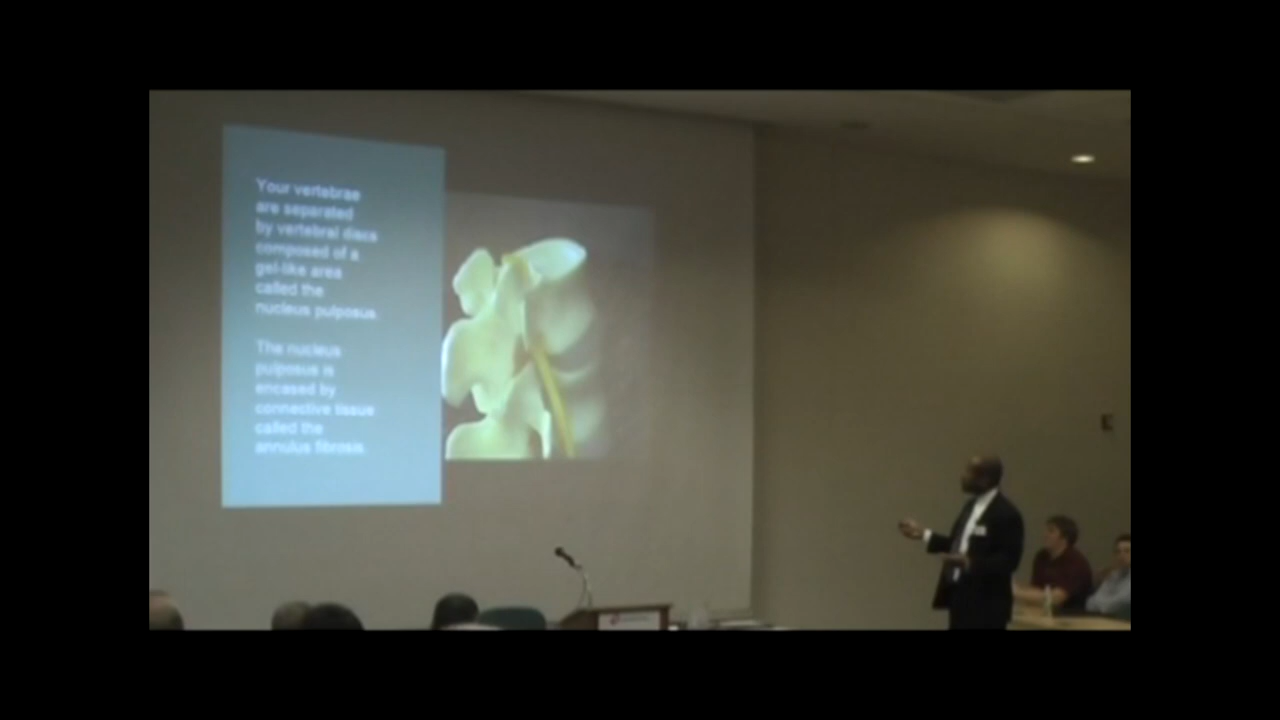 Your vertebrae
are separated
by vertebral discs
composed of a
gel-like area
called the
nucleus pulposus.
The nucleus
pulposus is
encased by
connective tissue
called the
annulus fibrosis.